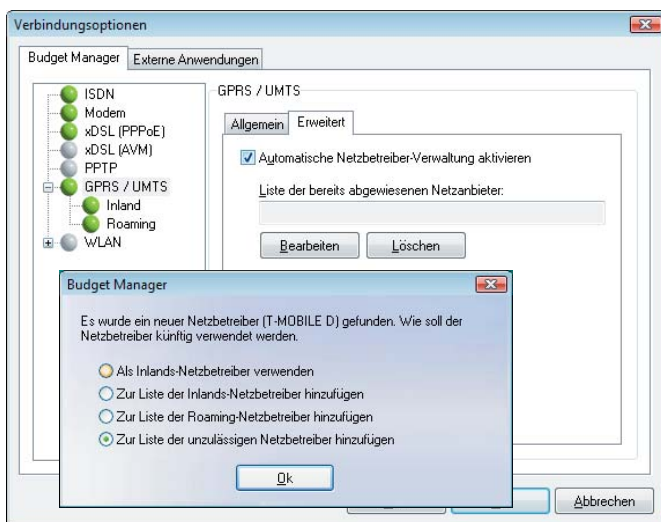 Verbindungsoptionen
Budget Manager
Externe Anwendungen
ISDN
Modem
xDSL (PPPoE)
xDSL (AVM)
PPTP
GPRS / UMTS
Inland
Roaming
WLAN
GPRS / UMTS
Allgemein
Erweitert
Automatische Netzbetreiber-Verwaltung aktivieren
Liste der bereits abgewiesenen Netzanbieter:
Bearbeiten
Löschen
Budget Manager
Es wurde ein neuer Netzbetreiber (T-MOBILE D) gefunden. Wie soll der
Netzbetreiber künftig verwendet werden.
Als Inlands-Netzbetreiber verwenden
Zur Liste der Inlands-Netzbetreiber hinzufügen
Zur Liste der Roaming-Netzbetreiber hinzufügen
Zur Liste der unzulässigen Netzbetreiber hinzufügen
Ok
Abbrechen